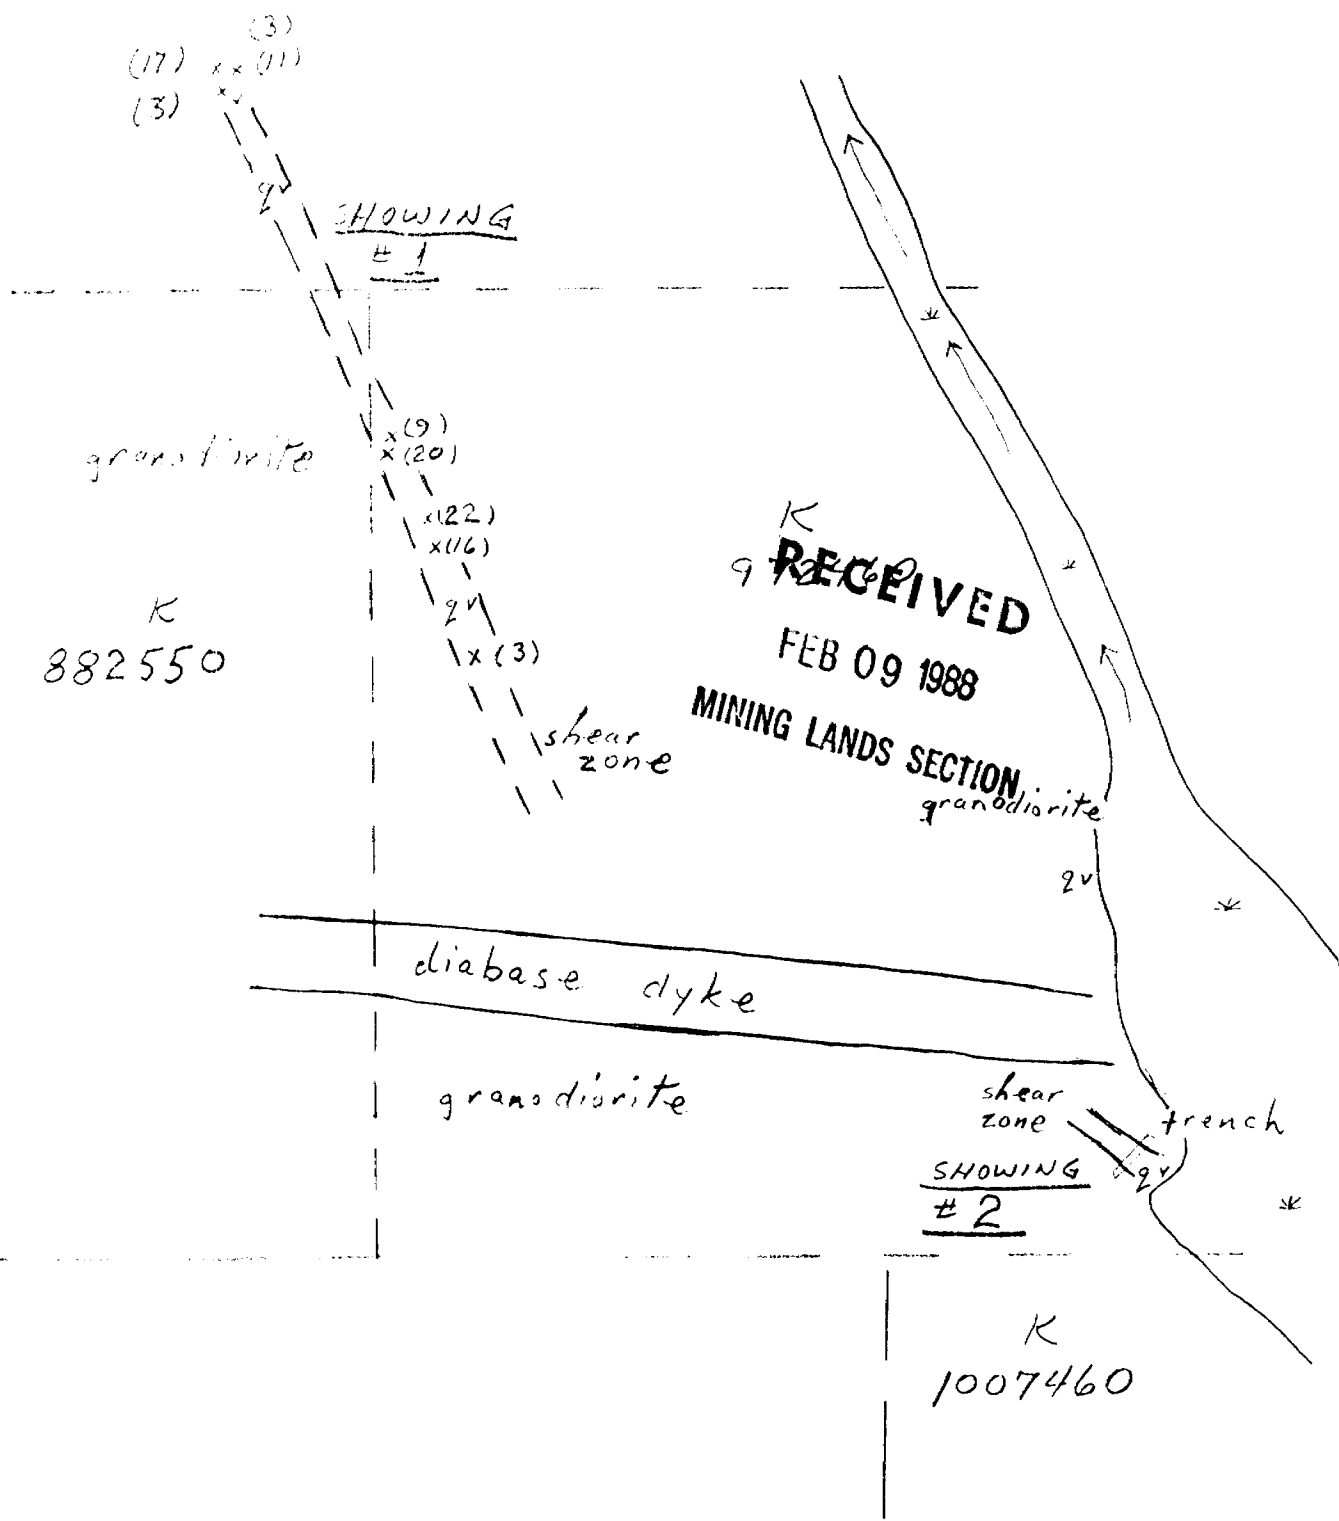 (3)
(17) x x (11)
(3) x
qv
SHOWING
# 1
granodiorite
x (9)
x (20)
x (22)
x (16)
qv
x (3)
shear
zone
K
882550
K
RECEIVED
FEB 09 1988
MINING LANDS SECTION
granodiorite
qv
diabase dyke
granodiorite
shear
zone
trench
qv
SHOWING
# 2
K
1007460